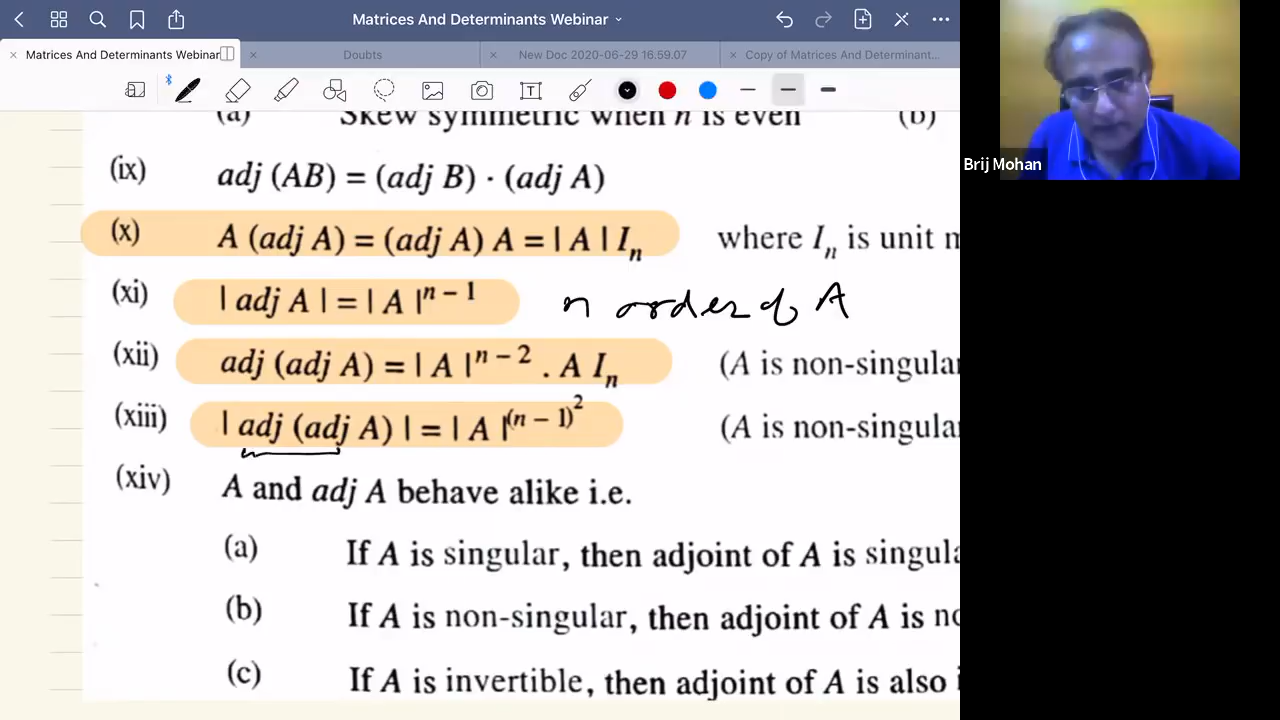 Matrices And Determinants Webinar
Matrices And Determinants Webinar
Doubts
New Doc 2020-06-29 16.59.07
Copy of Matrices And Determinant...
(a) Skew symmetric when n is even (b)
(ix) adj (AB) = (adj B) · (adj A)
(x) A (adj A) = (adj A) A = | A | Iₙ where Iₙ is unit m
(xi) | adj A | = | A |ⁿ⁻¹ n order of A
(xii) adj (adj A) = | A |ⁿ⁻² . A Iₙ (A is non-singular
(xiii) | adj (adj A) | = | A |^(n – 1)² (A is non-singular
(xiv) A and adj A behave alike i.e.
(a) If A is singular, then adjoint of A is singula
(b) If A is non-singular, then adjoint of A is no
(c) If A is invertible, then adjoint of A is also i
Brij Mohan